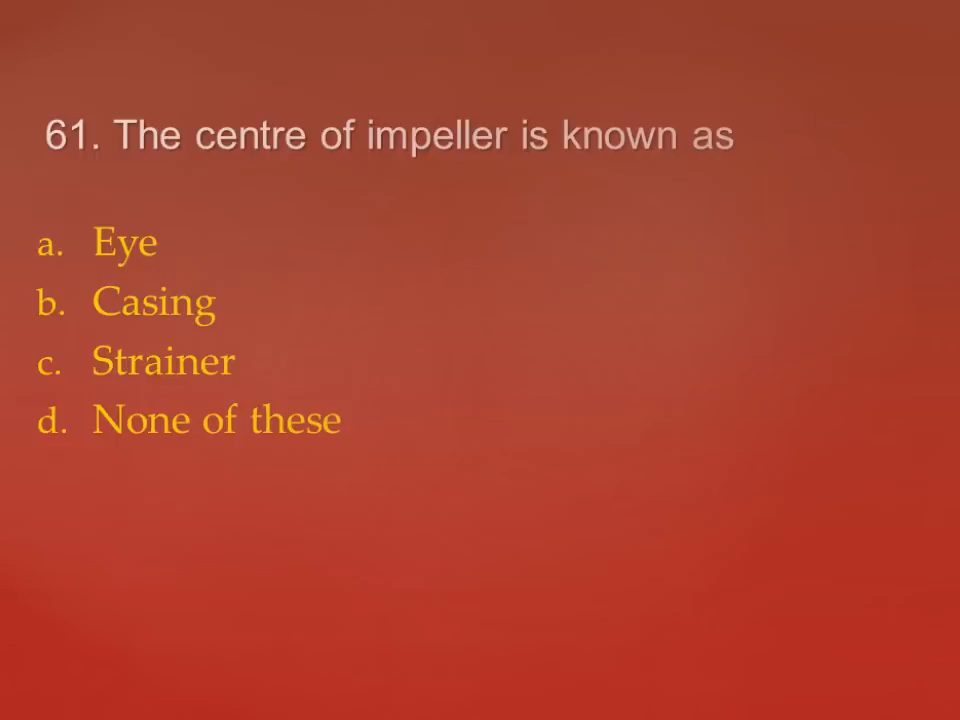 61. The centre of impeller is known as
a. Eye
b. Casing
c. Strainer
d. None of these